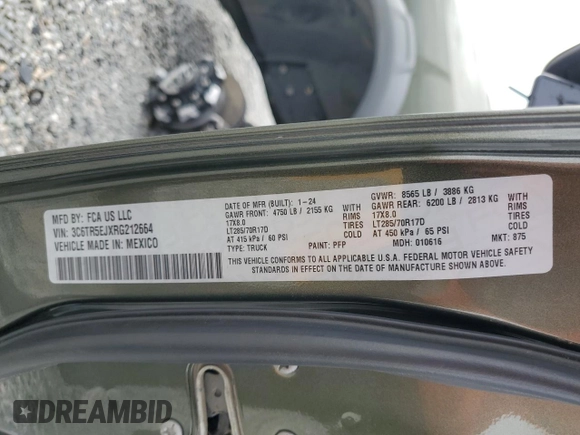 MFD BY: FCA US LLC
VIN: 3C6TR5EJXRG212664
VEHICLE MADE IN: MEXICO
DATE OF MFR (BUILT): 1-24
GAWR FRONT: 4750 LB / 2155 KG
17X8.0 RIMS
LT285/70R17D TIRES
AT 415 kPa / 60 PSI COLD
TYPE: TRUCK PAINT: PFP
WITH
GVWR: 8565 LB / 3886 KG
GAWR REAR: 6200 LB / 2813 KG
17X8.0 RIMS
LT285/70R17D TIRES
AT 450 kPa / 65 PSI COLD
MDH: 010616 MKT: 875
WITH
THIS VEHICLE CONFORMS TO ALL APPLICABLE U.S.A. FEDERAL MOTOR VEHICLE SAFETY
STANDARDS IN EFFECT ON THE DATE OF MANUFACTURE SHOWN ABOVE.
DREAMBID